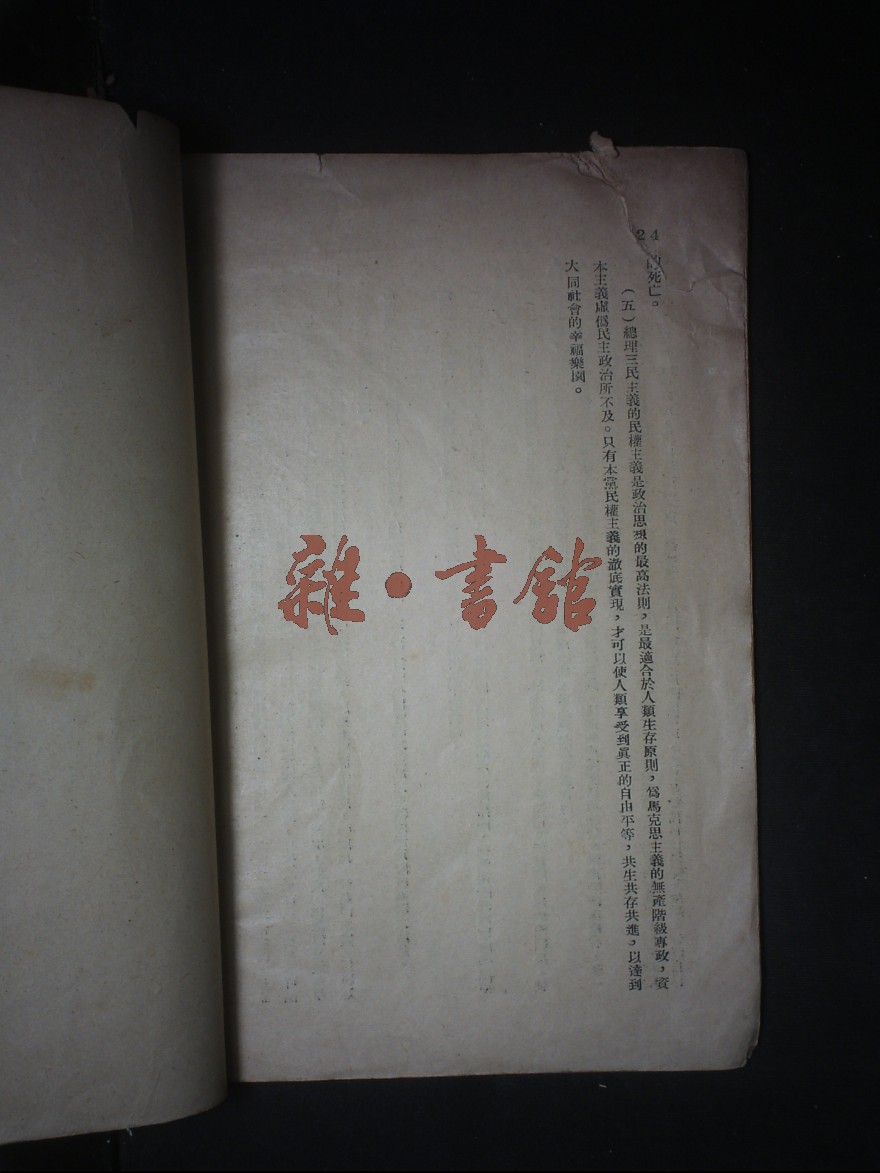 24
的死亡。
（五）總理三民主義的民權主義是政治思想的最高法則，是最適合於人類生存原則，爲馬克思主義的無產階級專政，資
本主義虛僞民主政治所不及。只有本黨民權主義的澈底實現，才可以使人類享受到眞正的自由平等，共生共存共進，以達到
大同社會的幸福樂園。
雜·書館